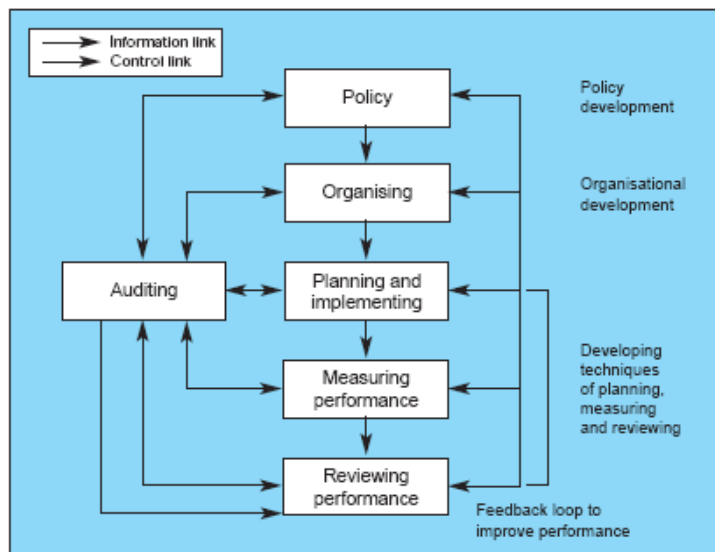 Information link
Control link
Policy
Policy
development
Organising
Organisational
development
Auditing
Planning and
implementing
Measuring
performance
Developing
techniques
of planning,
measuring
and reviewing
Reviewing
performance
Feedback loop to
improve performance